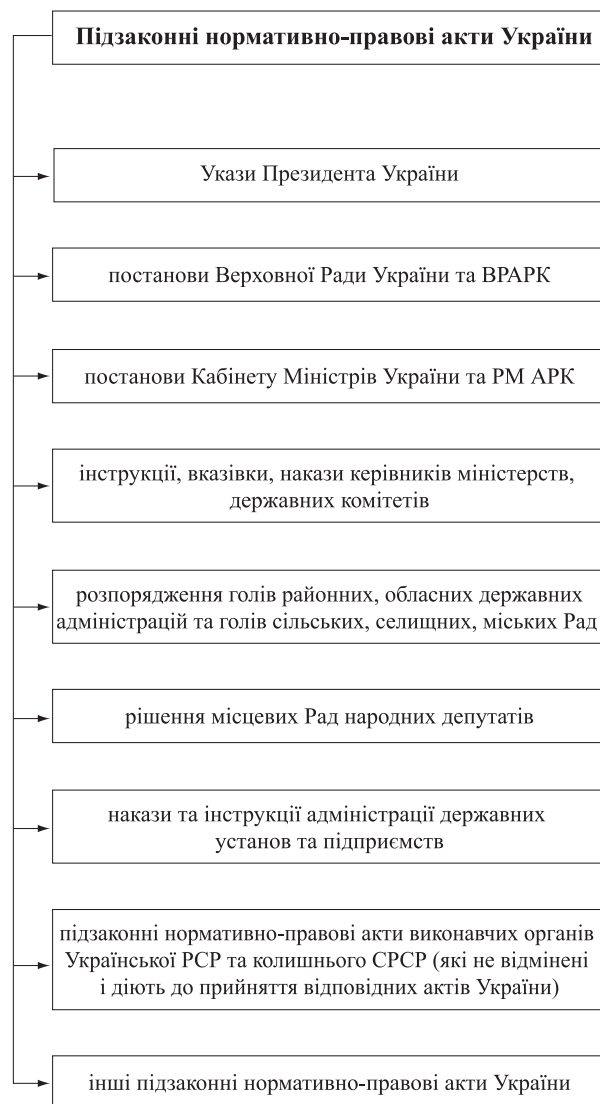 Підзаконні нормативно-правові акти України
Укази Президента України
постанови Верховної Ради України та ВРАРК
постанови Кабінету Міністрів України та РМ АРК
інструкції, вказівки, накази керівників міністерств,
державних комітетів
розпорядження голів районних, обласних державних
адміністрацій та голів сільських, селищних, міських Рад
рішення місцевих Рад народних депутатів
накази та інструкції адміністрації державних
установ та підприємств
підзаконні нормативно-правові акти виконавчих органів
Української РСР та колишнього СРСР (які не відмінені
і діють до прийняття відповідних актів України)
інші підзаконні нормативно-правові акти України